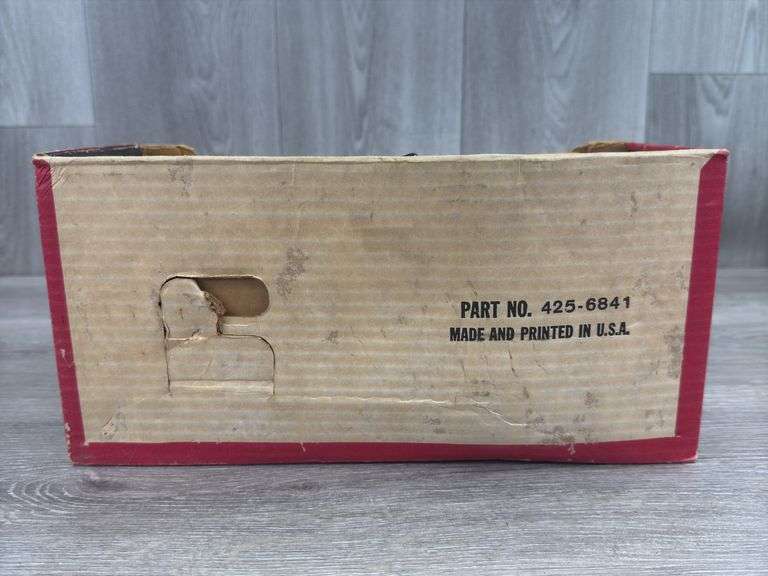 PART NO. 425-6841
MADE AND PRINTED IN U.S.A.